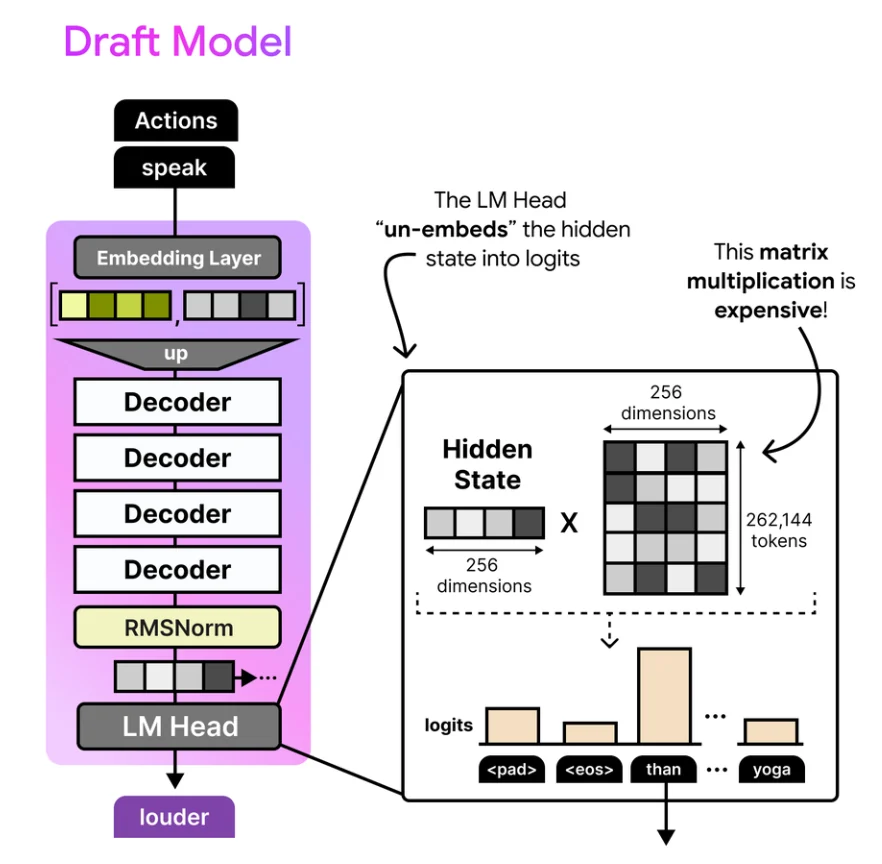 Draft Model
Actions
speak
Embedding Layer
,
up
Decoder
Decoder
Decoder
Decoder
RMSNorm
...
LM Head
louder
The LM Head
“un-embeds” the hidden
state into logits
This matrix
multiplication is
expensive!
256
dimensions
Hidden
State
X
256
dimensions
262,144
tokens
logits
...
<pad>
<eos>
than
...
yoga